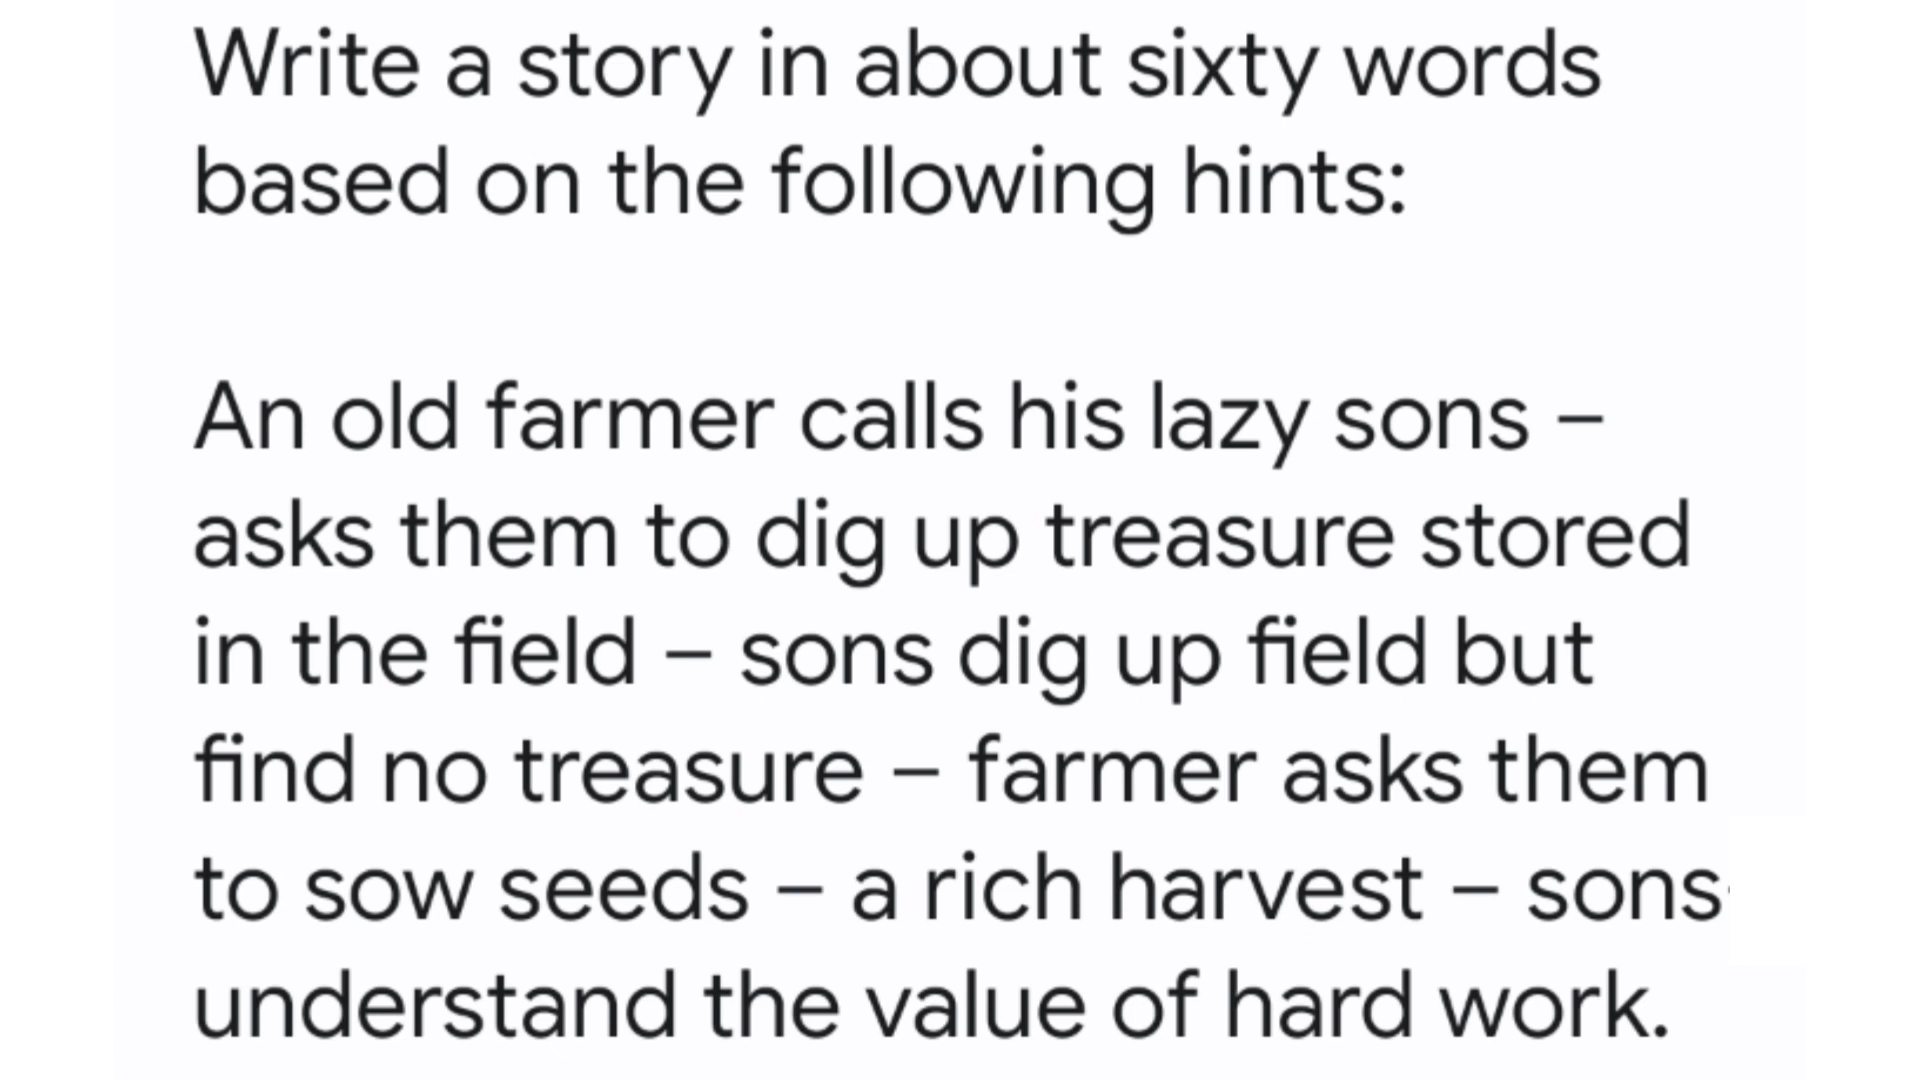 Write a story in about sixty words
based on the following hints:
An old farmer calls his lazy sons –
asks them to dig up treasure stored
in the field – sons dig up field but
find no treasure – farmer asks them
to sow seeds – a rich harvest – sons
understand the value of hard work.